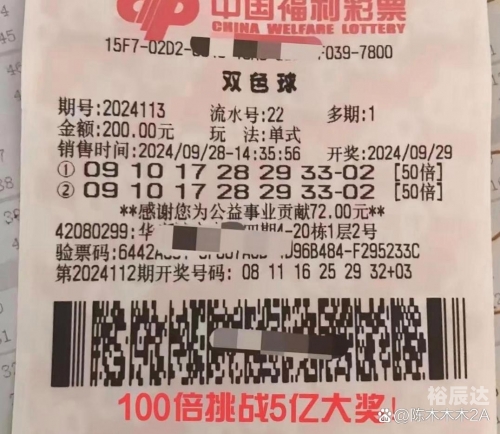 中国福利彩票
CHINA WELFARE LOTTERY
15F7-02D2- F039-7800
双色球
期号:2024113 流水号:22 多期:1
金额:200.00元 玩 法:单式
销售时间:2024/09/28-14:35:56 开奖:2024/09/29
① 09 10 17 28 29 33-02 [50倍]
② 09 10 17 28 29 33-02 [50倍]
**感谢您为公益事业贡献72.00元!
42080299:华 四期4-20栋1层2号
验票码:6442A 96B484-F295233C
第2024112期开奖号码: 08 11 16 25 29 32+03
100倍挑战5亿大奖!
裕辰达
@陈木木木2A